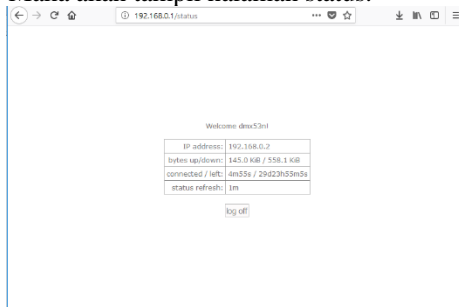 Maka akan tampil halaman status.
192.168.0.1/status
Welcome dmx53nl
IP address: 192.168.0.2
bytes up/down: 145.0 KiB / 558.1 KiB
connected / left: 4m55s / 29d23h55m5s
status refresh: 1m
log off